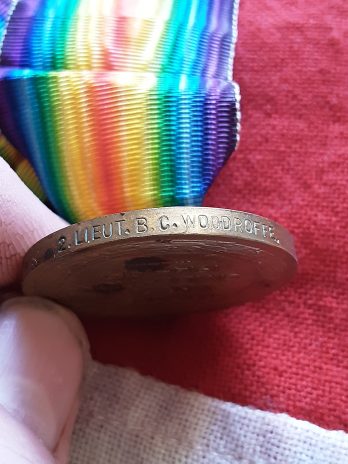 2. LIEUT. B. C. WOODROFFE.